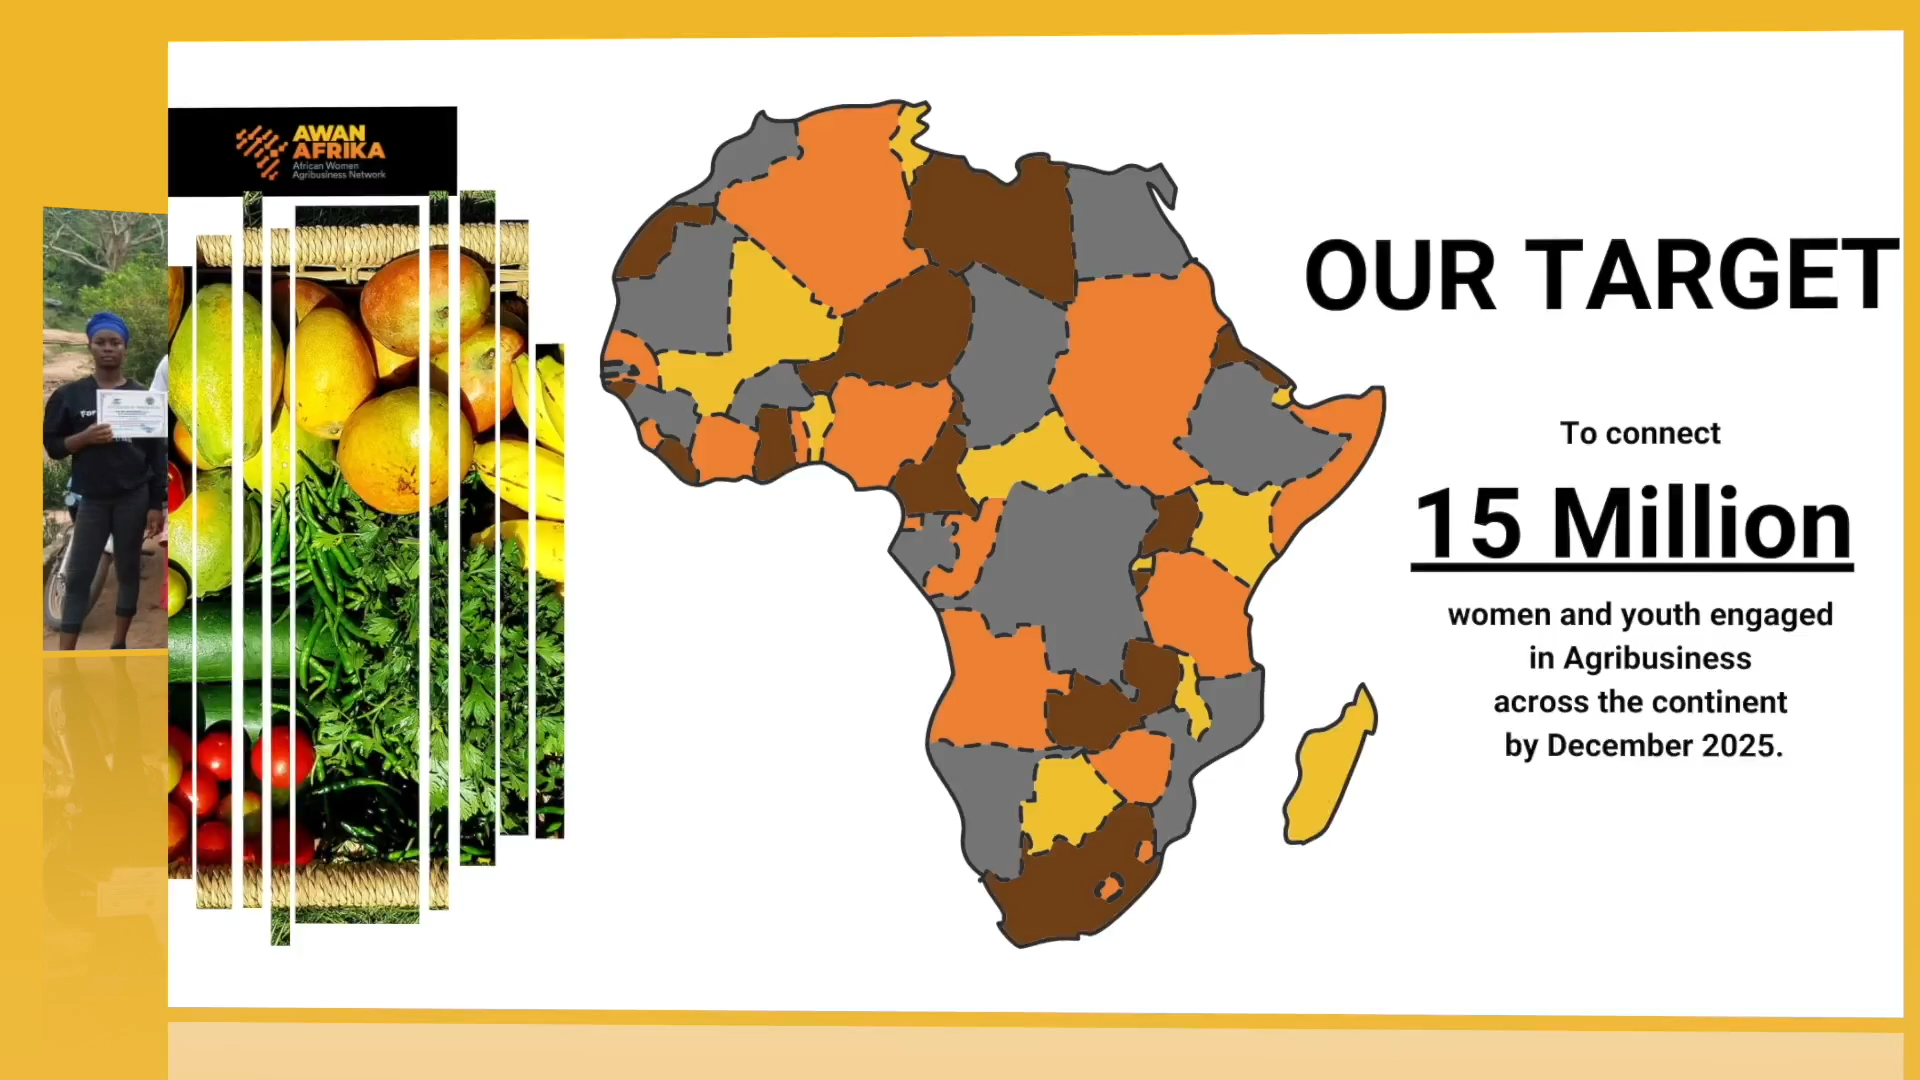 AWAN
AFRIKA
African Women
Agribusiness Network
OUR TARGET
To connect
15 Million
women and youth engaged
in Agribusiness
across the continent
by December 2025.